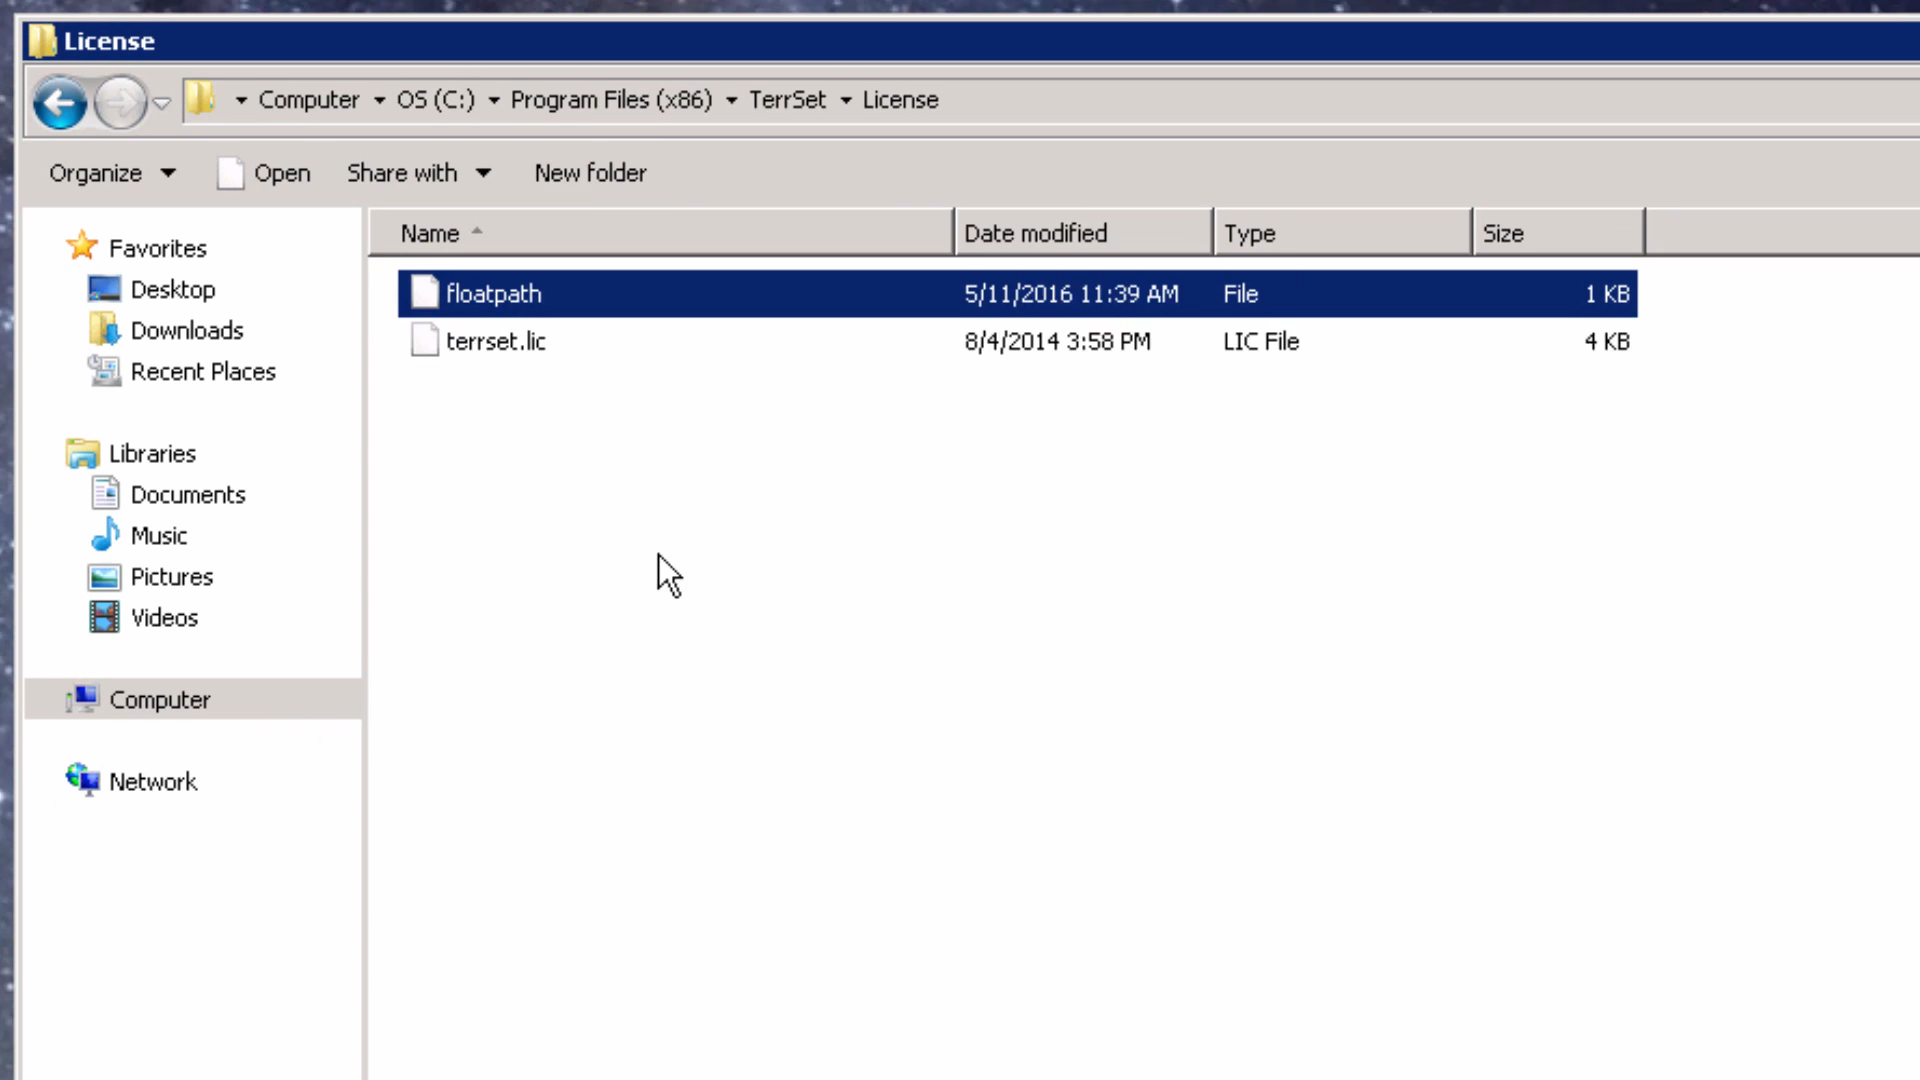 License
Computer OS (C:) Program Files (x86) TerrSet License
Organize Open Share with New folder
Name Date modified Type Size
floatpath 5/11/2016 11:39 AM File 1 KB
terrset.lic 8/4/2014 3:58 PM LIC File 4 KB
Favorites
Desktop
Downloads
Recent Places
Libraries
Documents
Music
Pictures
Videos
Computer
Network